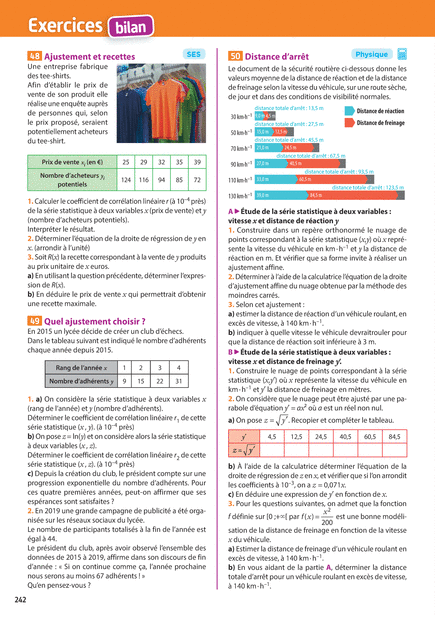 Exercices bilan
48 Ajustement et recettes
SES
Une entreprise fabrique
des tee-shirts.
Afin d'établir le prix de
vente de son produit elle
réalise une enquête auprès
de personnes qui, selon
le prix proposé, seraient
potentiellement acheteurs
du tee-shirt.
Prix de vente xᵢ (en €) 25 29 32 35 39
Nombre d'acheteurs yᵢ
potentiels 124 116 94 85 72
1. Calculer le coefficient de corrélation linéaire r (à 10⁻⁴ près)
de la série statistique à deux variables x (prix de vente) et y
(nombre d'acheteurs potentiels).
Interpréter le résultat.
2. Déterminer l'équation de la droite de régression de y en
x. (arrondir à l'unité)
3. Soit R(x) la recette correspondant à la vente de y produits
au prix unitaire de x euros.
a) En utilisant la question précédente, déterminer l'expres-
sion de R(x).
b) En déduire le prix de vente x qui permettrait d'obtenir
une recette maximale.
49 Quel ajustement choisir ?
En 2015 un lycée décide de créer un club d'échecs.
Dans le tableau suivant est indiqué le nombre d'adhérents
chaque année depuis 2015.
Rang de l'année x 1 2 3 4
Nombre d'adhérents y 9 15 22 31
1. a) On considère la série statistique à deux variables x
(rang de l'année) et y (nombre d'adhérents).
Déterminer le coefficient de corrélation linéaire r₁ de cette
série statistique (x, y). (à 10⁻⁴ près)
b) On pose z = ln(y) et on considère alors la série statistique
à deux variables (x, z).
Déterminer le coefficient de corrélation linéaire r₂ de cette
série statistique (x, z). (à 10⁻⁴ près)
c) Depuis la création du club, le président compte sur une
progression exponentielle du nombre d'adhérents. Pour
ces quatre premières années, peut-on affirmer que ses
espérances sont satisfaites ?
2. En 2019 une grande campagne de publicité a été orga-
nisée sur les réseaux sociaux du lycée.
Le nombre de participants totalisés à la fin de l'année est
égal à 44.
Le président du club, après avoir observé l'ensemble des
données de 2015 à 2019, affirme dans son discours de fin
d'année : « Si on continue comme ça, l'année prochaine
nous serons au moins 67 adhérents ! »
Qu'en pensez-vous ?
242
50 Distance d'arrêt
Physique
Le document de la sécurité routière ci-dessous donne les
valeurs moyenne de la distance de réaction et de la distance
de freinage selon la vitesse du véhicule, sur une route sèche,
de jour et dans des conditions de visibilité normales.
distance totale d'arrêt : 13,5 m
30 km·h⁻¹ 9,0 m 4,5 m
Distance de réaction
distance totale d'arrêt : 27,5 m
Distance de freinage
50 km·h⁻¹ 15,0 m 12,5 m
distance totale d'arrêt : 45,5 m
70 km·h⁻¹ 21,0 m 24,5 m
distance totale d'arrêt : 67,5 m
90 km·h⁻¹ 27,0 m 40,5 m
distance totale d'arrêt : 93,5 m
110 km·h⁻¹ 33,0 m 60,5 m
distance totale d'arrêt : 123,5 m
130 km·h⁻¹ 39,0 m 84,5 m
A ▶ Étude de la série statistique à deux variables :
vitesse x et distance de réaction y
1. Construire dans un repère orthonormé le nuage de
points correspondant à la série statistique (x,y) où x repré-
sente la vitesse du véhicule en km·h⁻¹ et y la distance de
réaction en m. Et vérifier que sa forme invite à réaliser un
ajustement affine.
2. Déterminer à l'aide de la calculatrice l'équation de la droite
d'ajustement affine du nuage obtenue par la méthode des
moindres carrés.
3. Selon cet ajustement :
a) estimer la distance de réaction d'un véhicule roulant, en
excès de vitesse, à 140 km·h⁻¹.
b) indiquer à quelle vitesse le véhicule devrait rouler pour
que la distance de réaction soit inférieure à 3 m.
B ▶ Étude de la série statistique à deux variables :
vitesse x et distance de freinage y'.
1. Construire le nuage de points correspondant à la série
statistique (x,y') où x représente la vitesse du véhicule en
km·h⁻¹ et y' la distance de freinage en mètres.
2. On considère que le nuage peut être ajusté par une pa-
rabole d'équation y' = ax² où a est un réel non nul.
a) On pose z = √y'. Recopier et compléter le tableau.
y' 4,5 12,5 24,5 40,5 60,5 84,5
z = √y'
b) À l'aide de la calculatrice déterminer l'équation de la
droite de régression de z en x, et vérifier que si l'on arrondit
les coefficients à 10⁻³, on a z = 0,071x.
c) En déduire une expression de y' en fonction de x.
3. Pour les questions suivantes, on admet que la fonction
f définie sur [0 ;+∞[ par f(x) = x²/200 est une bonne modéli-
sation de la distance de freinage en fonction de la vitesse
x du véhicule.
a) Estimer la distance de freinage d'un véhicule roulant en
excès de vitesse, à 140 km·h⁻¹.
b) En vous aidant de la partie A, déterminer la distance
totale d'arrêt pour un véhicule roulant en excès de vitesse,
à 140 km·h⁻¹.